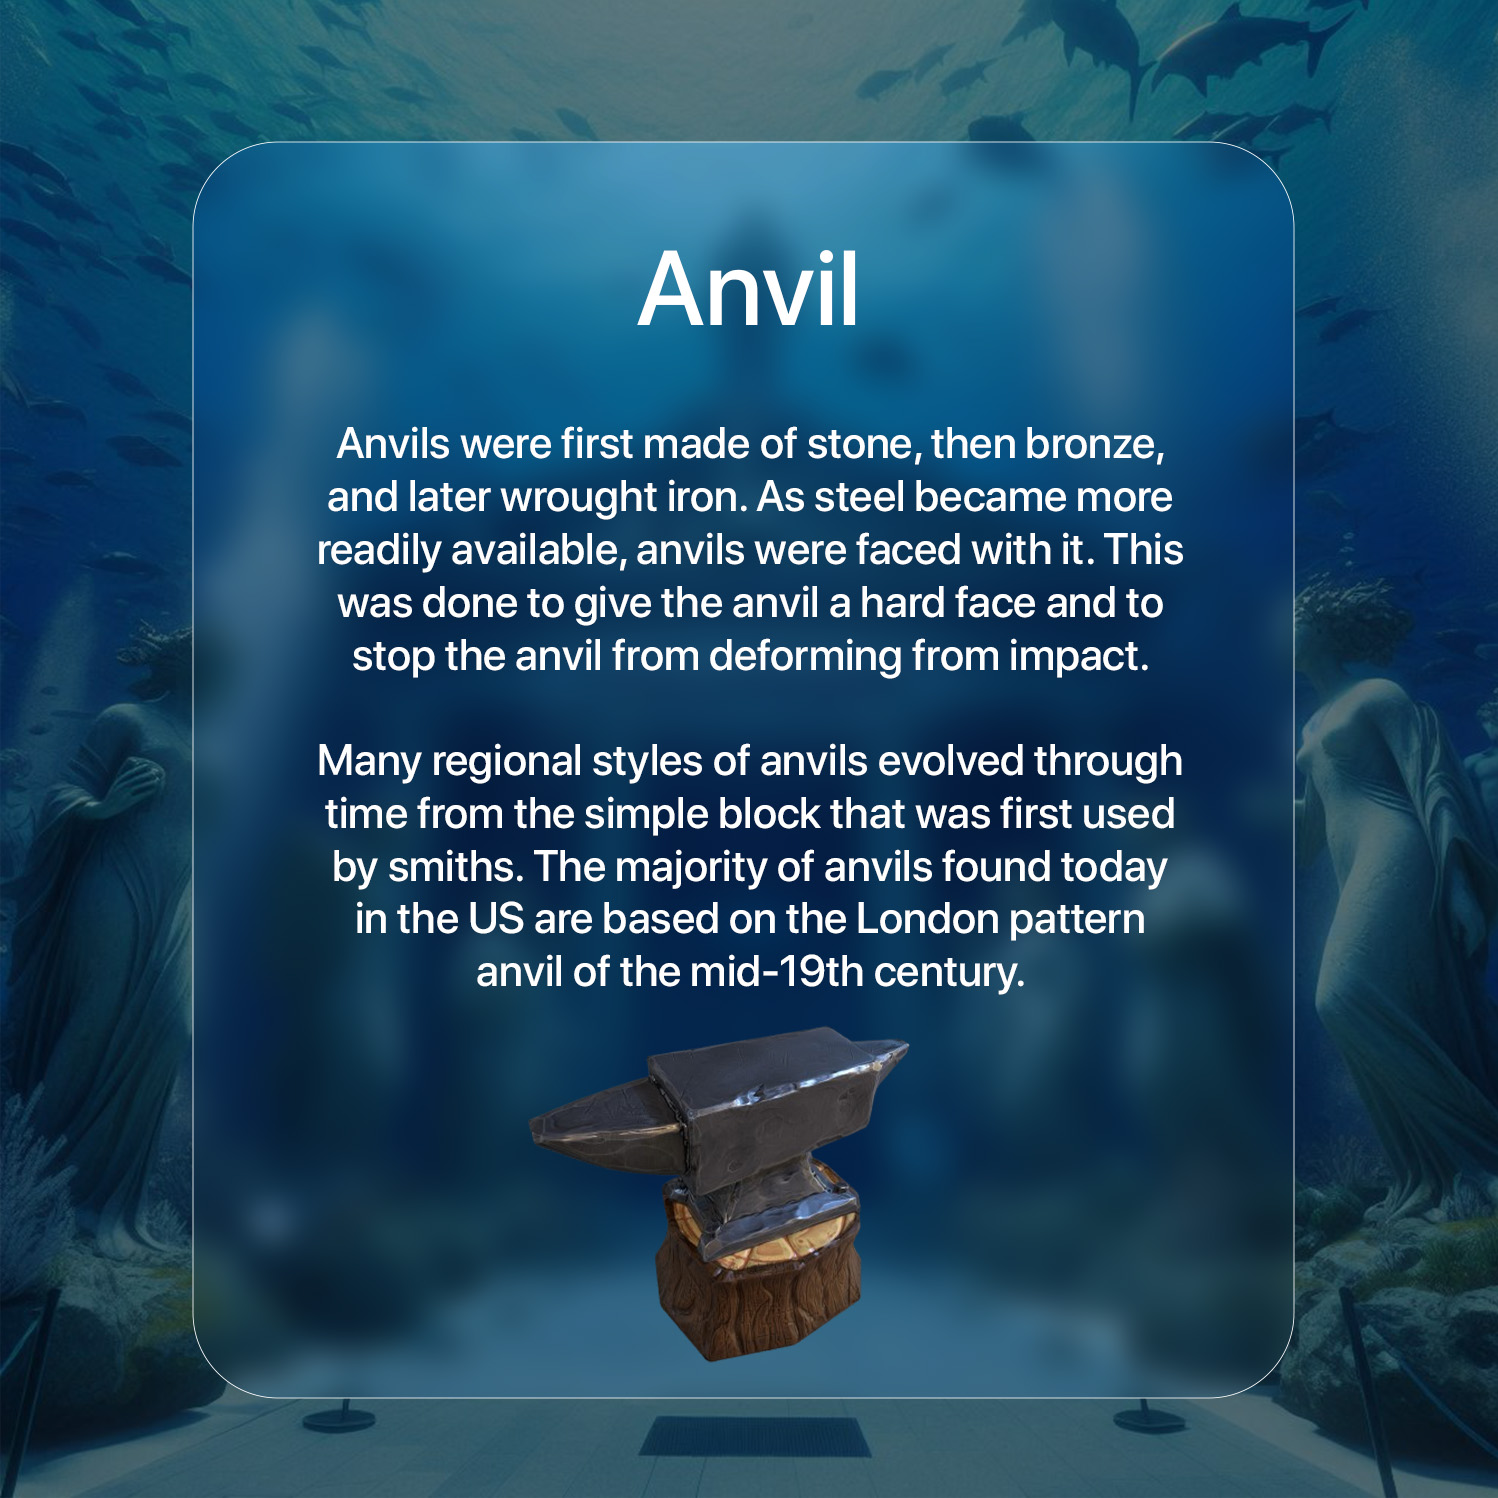 Anvil
Anvils were first made of stone, then bronze,
and later wrought iron. As steel became more
readily available, anvils were faced with it. This
was done to give the anvil a hard face and to
stop the anvil from deforming from impact.
Many regional styles of anvils evolved through
time from the simple block that was first used
by smiths. The majority of anvils found today
in the US are based on the London pattern
anvil of the mid-19th century.